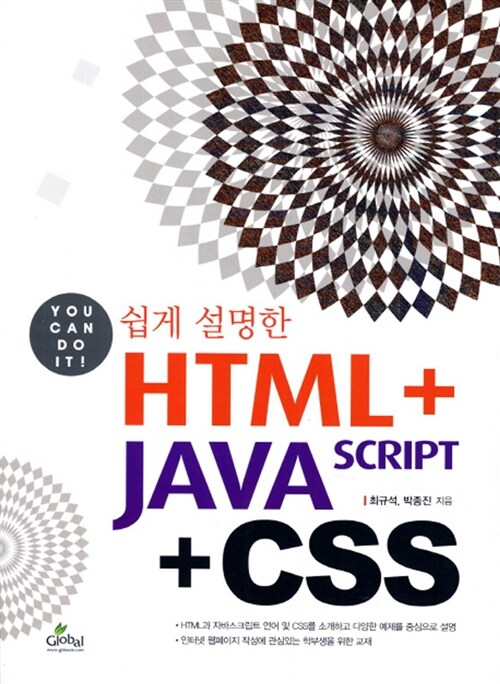 YOU
CAN
DO
IT!
쉽게 설명한
HTML+
JAVA SCRIPT
최규석, 박종진 지음
+CSS
• HTML과 자바스크립트 언어 및 CSS를 소개하고 다양한 예제를 중심으로 설명
• 인터넷 웹페이지 작성에 관심있는 학부생을 위한 교재
Global